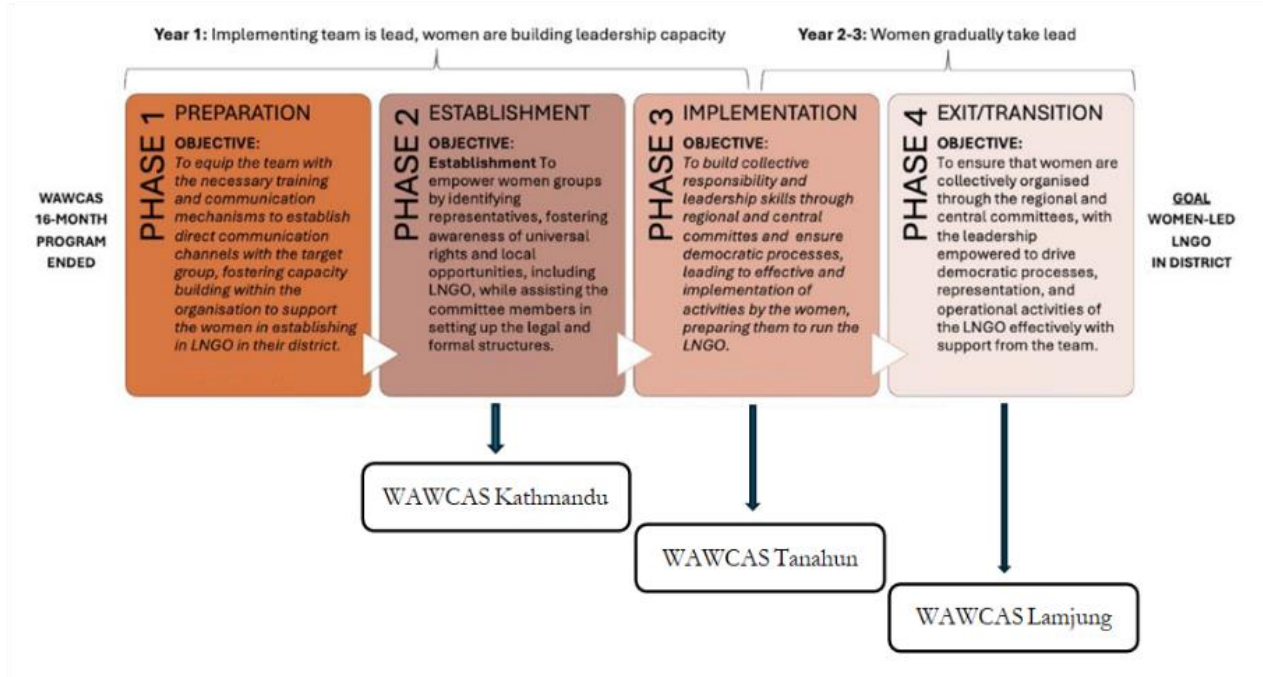 Year 1: Implementing team is lead, women are building leadership capacity
Year 2-3: Women gradually take lead
WAWCAS
16-MONTH
PROGRAM
ENDED
PHASE 1
PREPARATION
OBJECTIVE:
To equip the team with
the necessary training
and communication
mechanisms to establish
direct communication
channels with the target
group, fostering capacity
building within the
organisation to support
the women in establishing
in LNGO in their district.
PHASE 2
ESTABLISHMENT
OBJECTIVE:
Establishment To
empower women groups
by identifying
representatives, fostering
awareness of universal
rights and local
opportunities, including
LNGO, while assisting the
committee members in
setting up the legal and
formal structures.
PHASE 3
IMPLEMENTATION
OBJECTIVE:
To build collective
responsibility and
leadership skills through
regional and central
committes and ensure
democratic processes,
leading to effective and
implementation of
activities by the women,
preparing them to run the
LNGO.
PHASE 4
EXIT/TRANSITION
OBJECTIVE:
To ensure that women are
collectively organised
through the regional and
central committees, with
the leadership
empowered to drive
democratic processes,
representation, and
operational activities of
the LNGO effectively with
support from the team.
GOAL
WOMEN-LED
LNGO
IN DISTRICT
WAWCAS Kathmandu
WAWCAS Tanahun
WAWCAS Lamjung